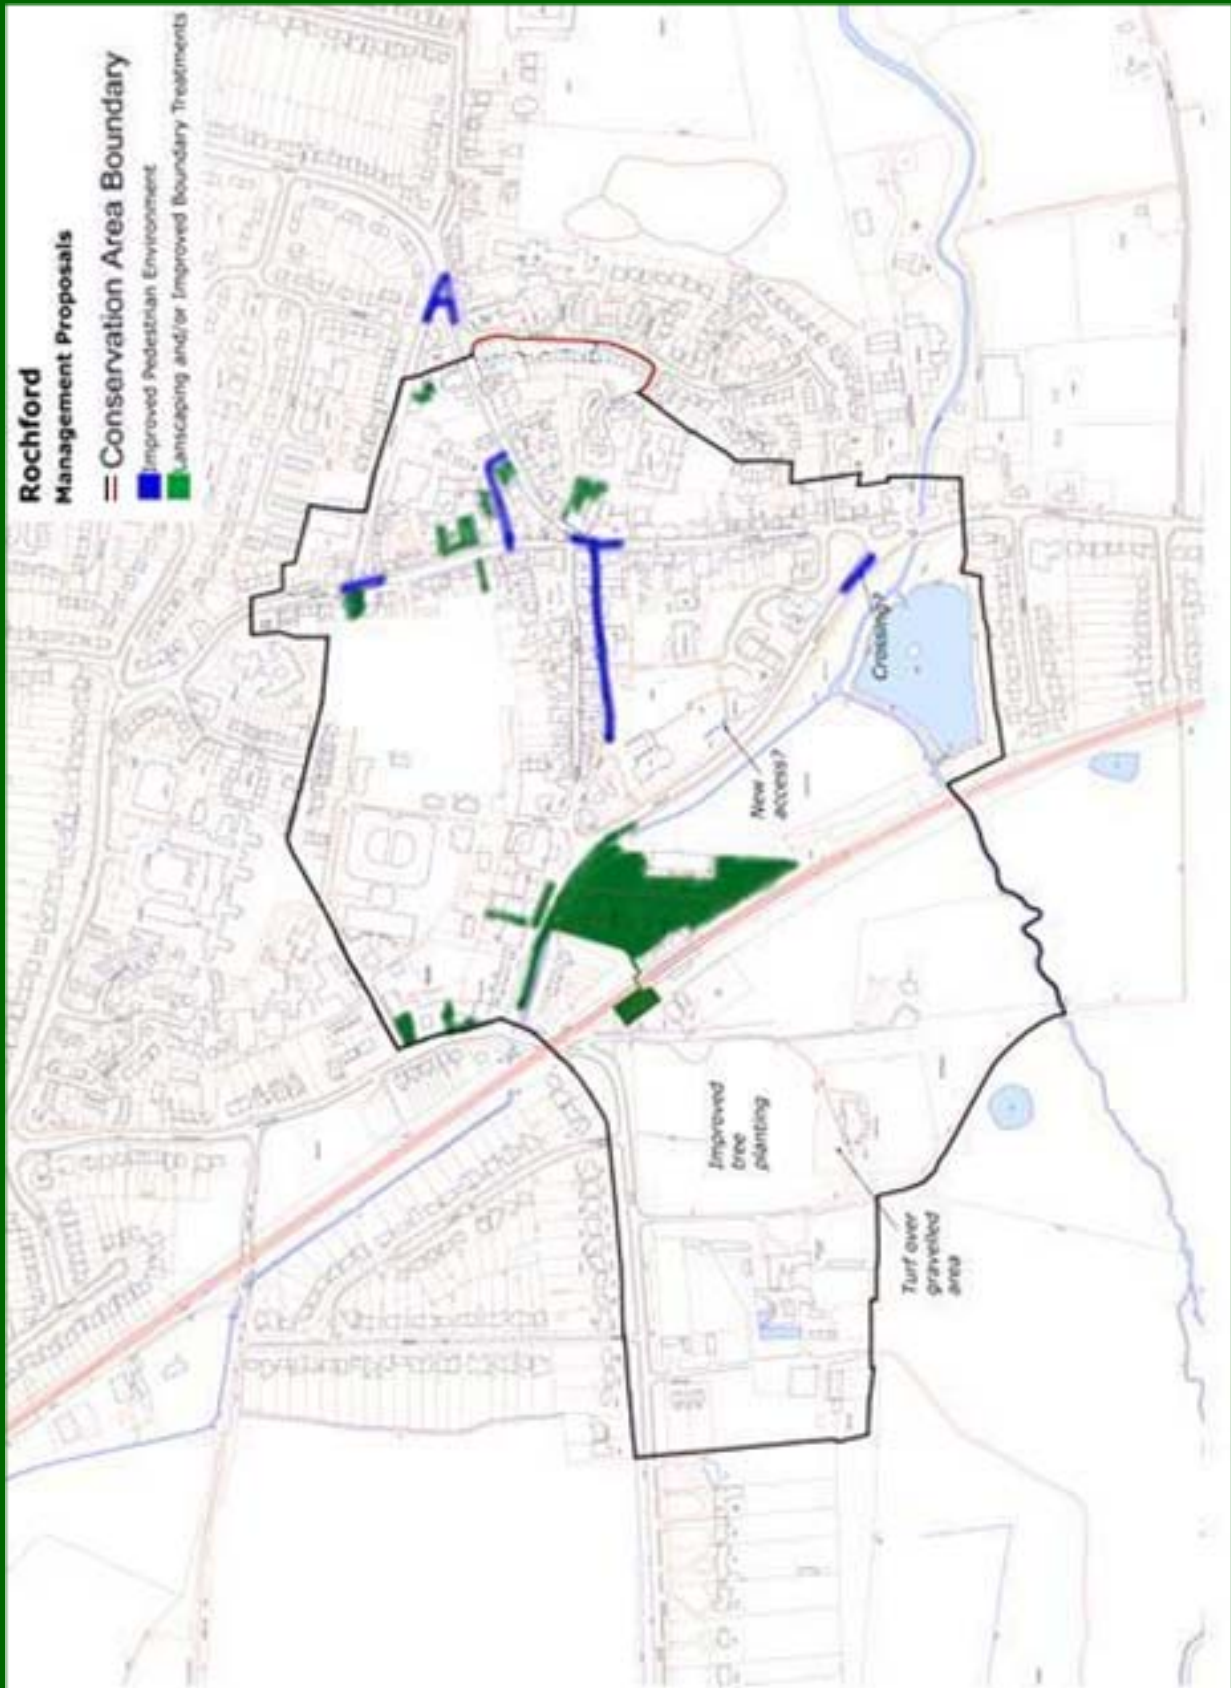 Rochford
Management Proposals
Conservation Area Boundary
Improved Pedestrian Environment
Lanscaping and/or Improved Boundary Treatments
A
Crossing?
New
access?
Improved
tree
planting
Turf over
gravelled
area